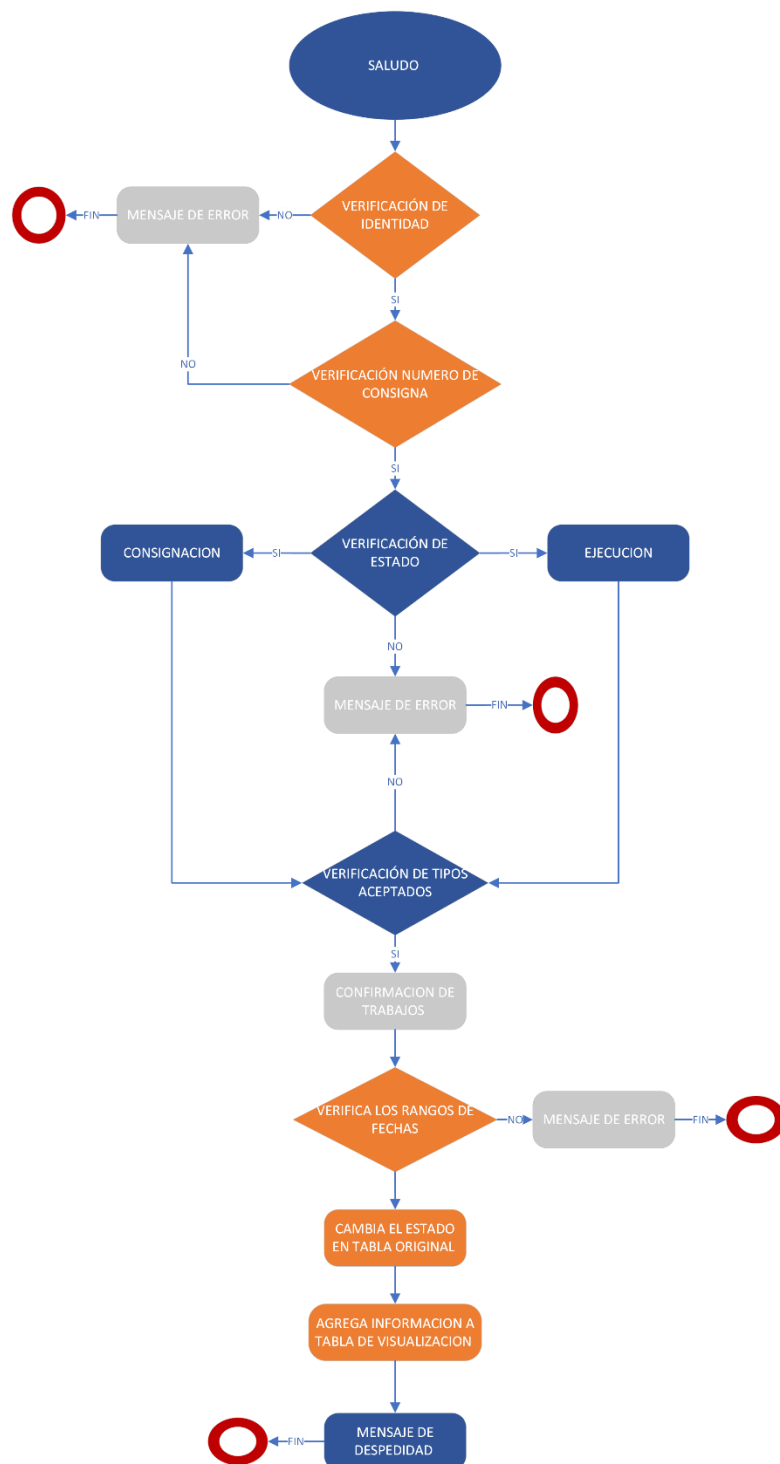 SALUDO
VERIFICACIÓN DE
IDENTIDAD
NO
MENSAJE DE ERROR
FIN
SI
VERIFICACIÓN NUMERO DE
CONSIGNA
NO
SI
VERIFICACIÓN DE
ESTADO
SI
CONSIGNACION
SI
EJECUCION
NO
MENSAJE DE ERROR
FIN
NO
VERIFICACIÓN DE TIPOS
ACEPTADOS
SI
CONFIRMACION DE
TRABAJOS
VERIFICA LOS RANGOS DE
FECHAS
NO
MENSAJE DE ERROR
FIN
CAMBIA EL ESTADO
EN TABLA ORIGINAL
AGREGA INFORMACION A
TABLA DE VISUALIZACION
MENSAJE DE
DESPEDIDAD
FIN